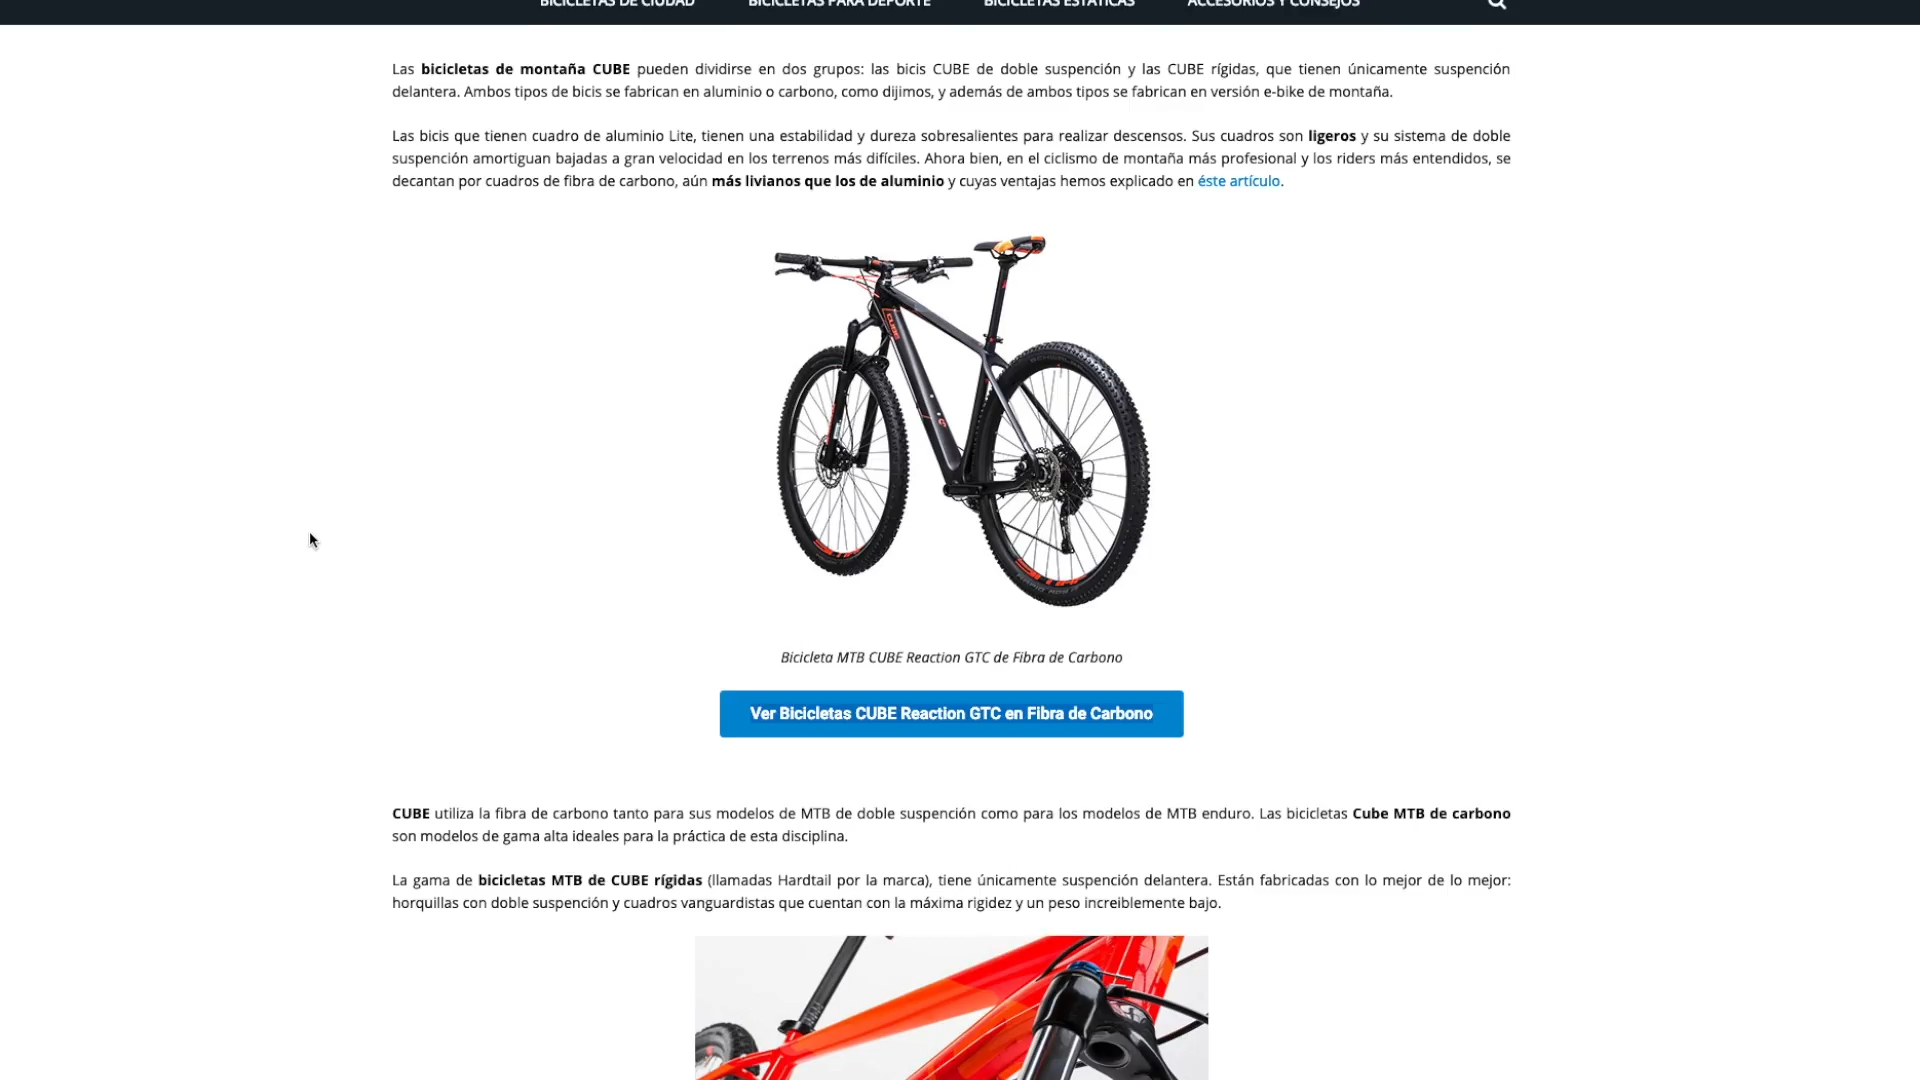 BICICLETAS DE CIUDAD BICICLETAS PARA DEPORTE BICICLETAS ESTÁTICAS ACCESORIOS Y CONSEJOS
Las bicicletas de montaña CUBE pueden dividirse en dos grupos: las bicis CUBE de doble suspención y las CUBE rígidas, que tienen únicamente suspención
delantera. Ambos tipos de bicis se fabrican en aluminio o carbono, como dijimos, y además de ambos tipos se fabrican en versión e-bike de montaña.
Las bicis que tienen cuadro de aluminio Lite, tienen una estabilidad y dureza sobresalientes para realizar descensos. Sus cuadros son ligeros y su sistema de doble
suspención amortiguan bajadas a gran velocidad en los terrenos más difíciles. Ahora bien, en el ciclismo de montaña más profesional y los riders más entendidos, se
decantan por cuadros de fibra de carbono, aún más livianos que los de aluminio y cuyas ventajas hemos explicado en éste artículo.
CUBE
Bicicleta MTB CUBE Reaction GTC de Fibra de Carbono
Ver Bicicletas CUBE Reaction GTC en Fibra de Carbono
CUBE utiliza la fibra de carbono tanto para sus modelos de MTB de doble suspención como para los modelos de MTB enduro. Las bicicletas Cube MTB de carbono
son modelos de gama alta ideales para la práctica de esta disciplina.
La gama de bicicletas MTB de CUBE rígidas (llamadas Hardtail por la marca), tiene únicamente suspención delantera. Están fabricadas con lo mejor de lo mejor:
horquillas con doble suspención y cuadros vanguardistas que cuentan con la máxima rigidez y un peso increiblemente bajo.